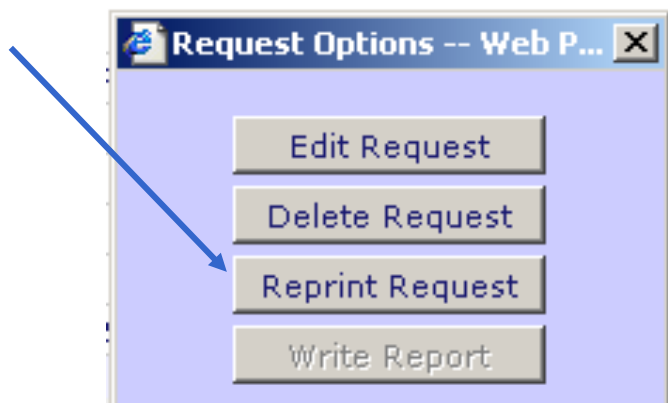 Request Options -- Web P...
Edit Request
Delete Request
Reprint Request
Write Report